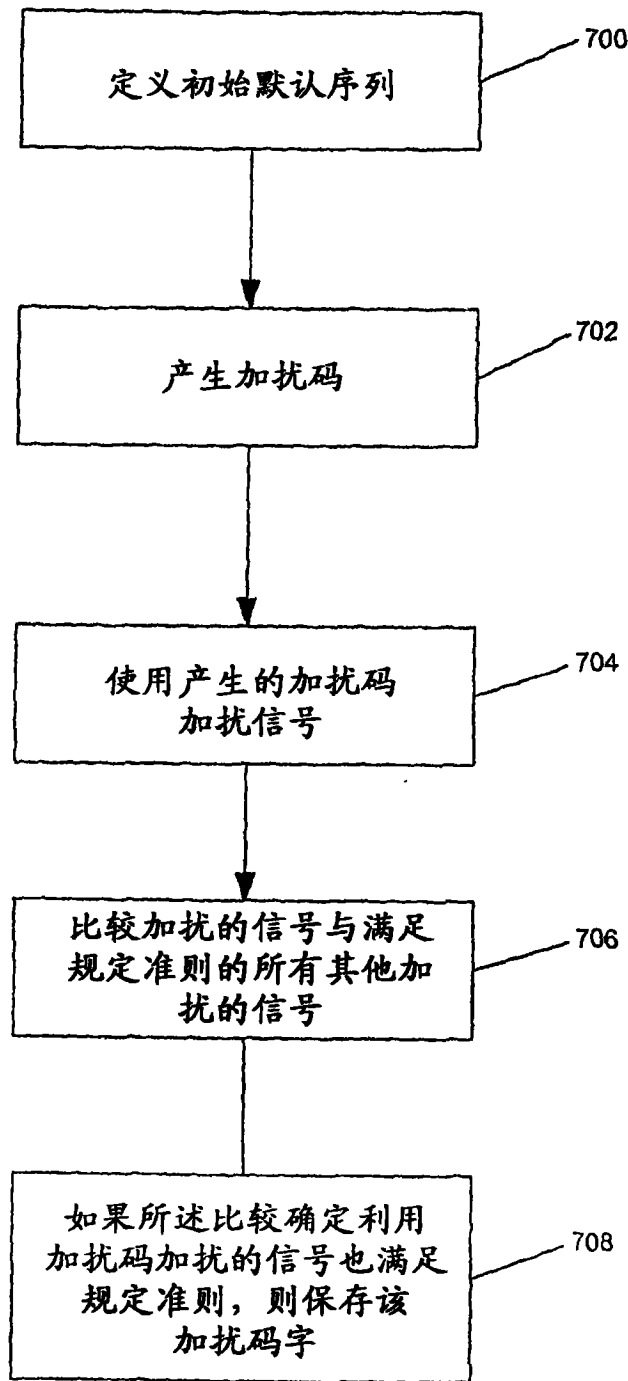 定义初始默认序列
700
产生加扰码
702
使用产生的加扰码
加扰信号
704
比较加扰的信号与满足
规定准则的所有其他加
扰的信号
706
如果所述比较确定利用
加扰码加扰的信号也满足
规定准则，则保存该
加扰码字
708